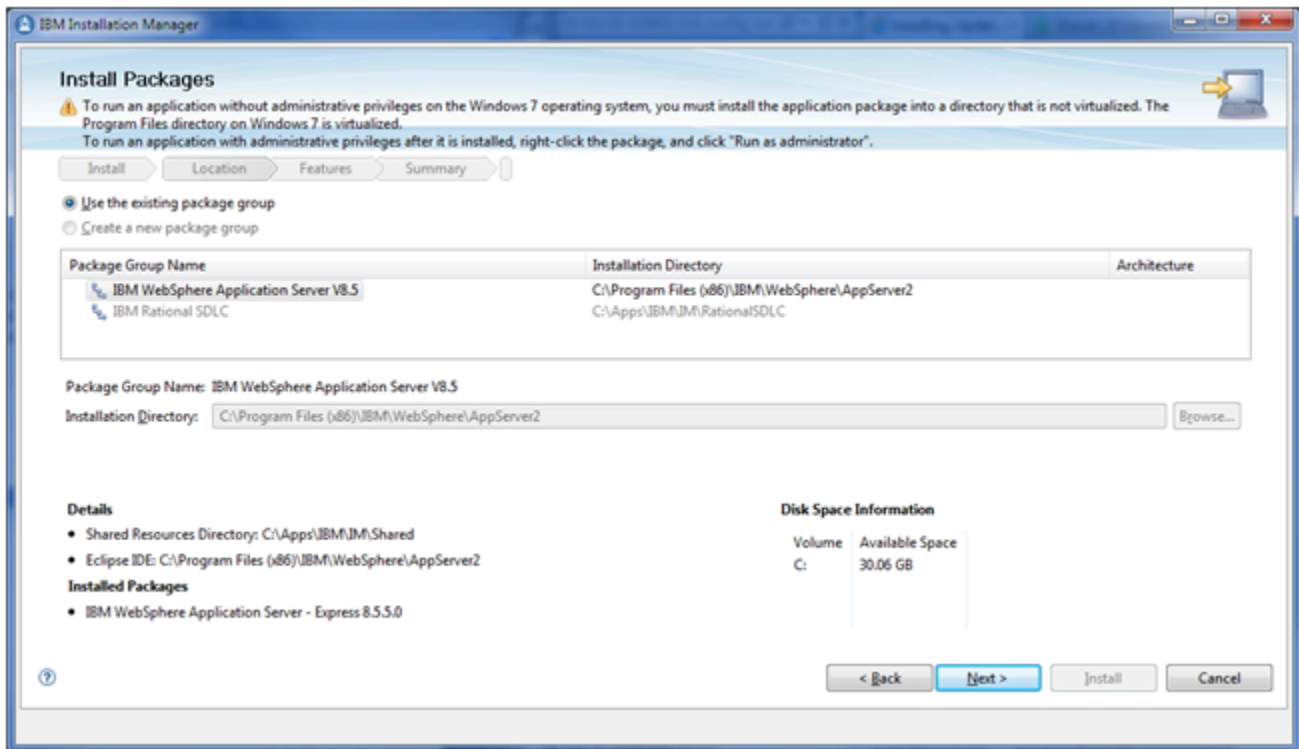 IBM Installation Manager
Install Packages
To run an application without administrative privileges on the Windows 7 operating system, you must install the application package into a directory that is not virtualized. The
Program Files directory on Windows 7 is virtualized.
To run an application with administrative privileges after it is installed, right-click the package, and click "Run as administrator".
Install Location Features Summary
Use the existing package group
Create a new package group
Package Group Name Installation Directory Architecture
IBM WebSphere Application Server V8.5 C:\Program Files (x86)\IBM\WebSphere\AppServer2
IBM Rational SDLC C:\Apps\IBM\IM\RationalSDLC
Package Group Name: IBM WebSphere Application Server V8.5
Installation Directory: C:\Program Files (x86)\IBM\WebSphere\AppServer2 Browse...
Details
• Shared Resources Directory: C:\Apps\IBM\IM\Shared
• Eclipse IDE: C:\Program Files (x86)\IBM\WebSphere\AppServer2
Installed Packages
• IBM WebSphere Application Server - Express 8.5.5.0
Disk Space Information
Volume Available Space
C: 30.06 GB
? < Back Next > Install Cancel